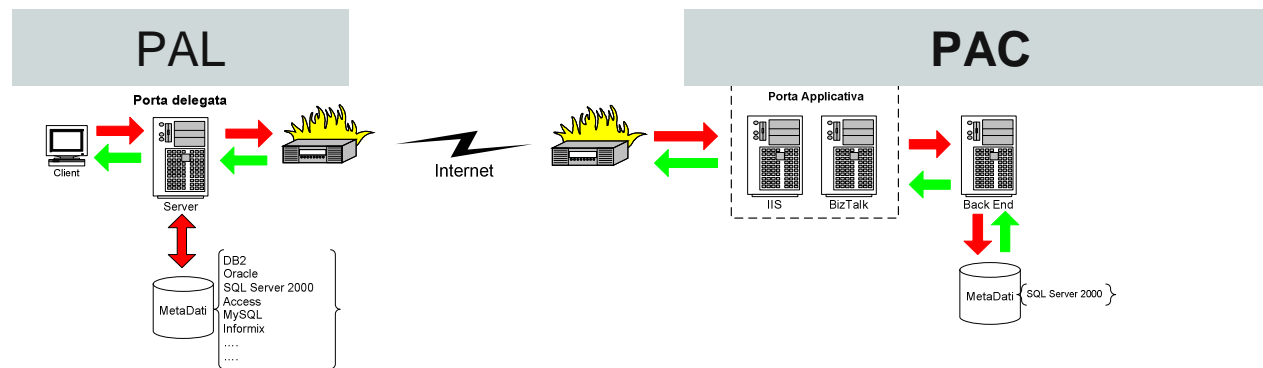 PAL
PAC
Porta delegata
Porta Applicativa
Client
Server
Internet
IIS
BizTalk
Back End
MetaDati
DB2
Oracle
SQL Server 2000
Access
MySQL
Informix
....
....
MetaDati
SQL Server 2000